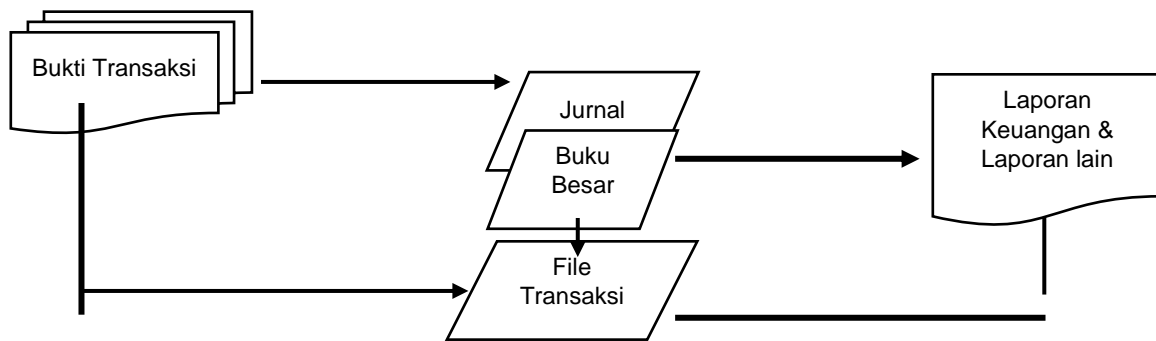 Bukti Transaksi
Jurnal
Buku
Besar
File
Transaksi
Laporan
Keuangan &
Laporan lain